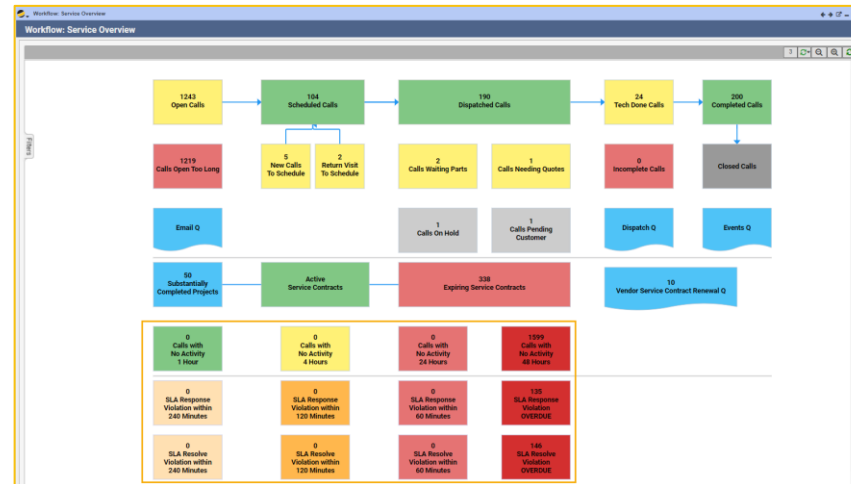 Workflow: Service Overview
Workflow: Service Overview
Filters
1243
Open Calls
104
Scheduled Calls
190
Dispatched Calls
24
Tech Done Calls
200
Completed Calls
1219
Calls Open Too Long
5
New Calls
To Schedule
2
Return Visit
To Schedule
2
Calls Waiting Parts
1
Calls Needing Quotes
0
Incomplete Calls
Closed Calls
Email Q
1
Calls On Hold
1
Calls Pending
Customer
Dispatch Q
Events Q
50
Substantially
Completed Projects
Active
Service Contracts
338
Expiring Service Contracts
10
Vendor Service Contract Renewal Q
0
Calls with
No Activity
1 Hour
0
Calls with
No Activity
4 Hours
0
Calls with
No Activity
24 Hours
1599
Calls with
No Activity
48 Hours
0
SLA Response
Violation within
240 Minutes
0
SLA Response
Violation within
120 Minutes
0
SLA Response
Violation within
60 Minutes
135
SLA Response
Violation
OVERDUE
0
SLA Resolve
Violation within
240 Minutes
0
SLA Resolve
Violation within
120 Minutes
0
SLA Resolve
Violation within
60 Minutes
146
SLA Resolve
Violation
OVERDUE